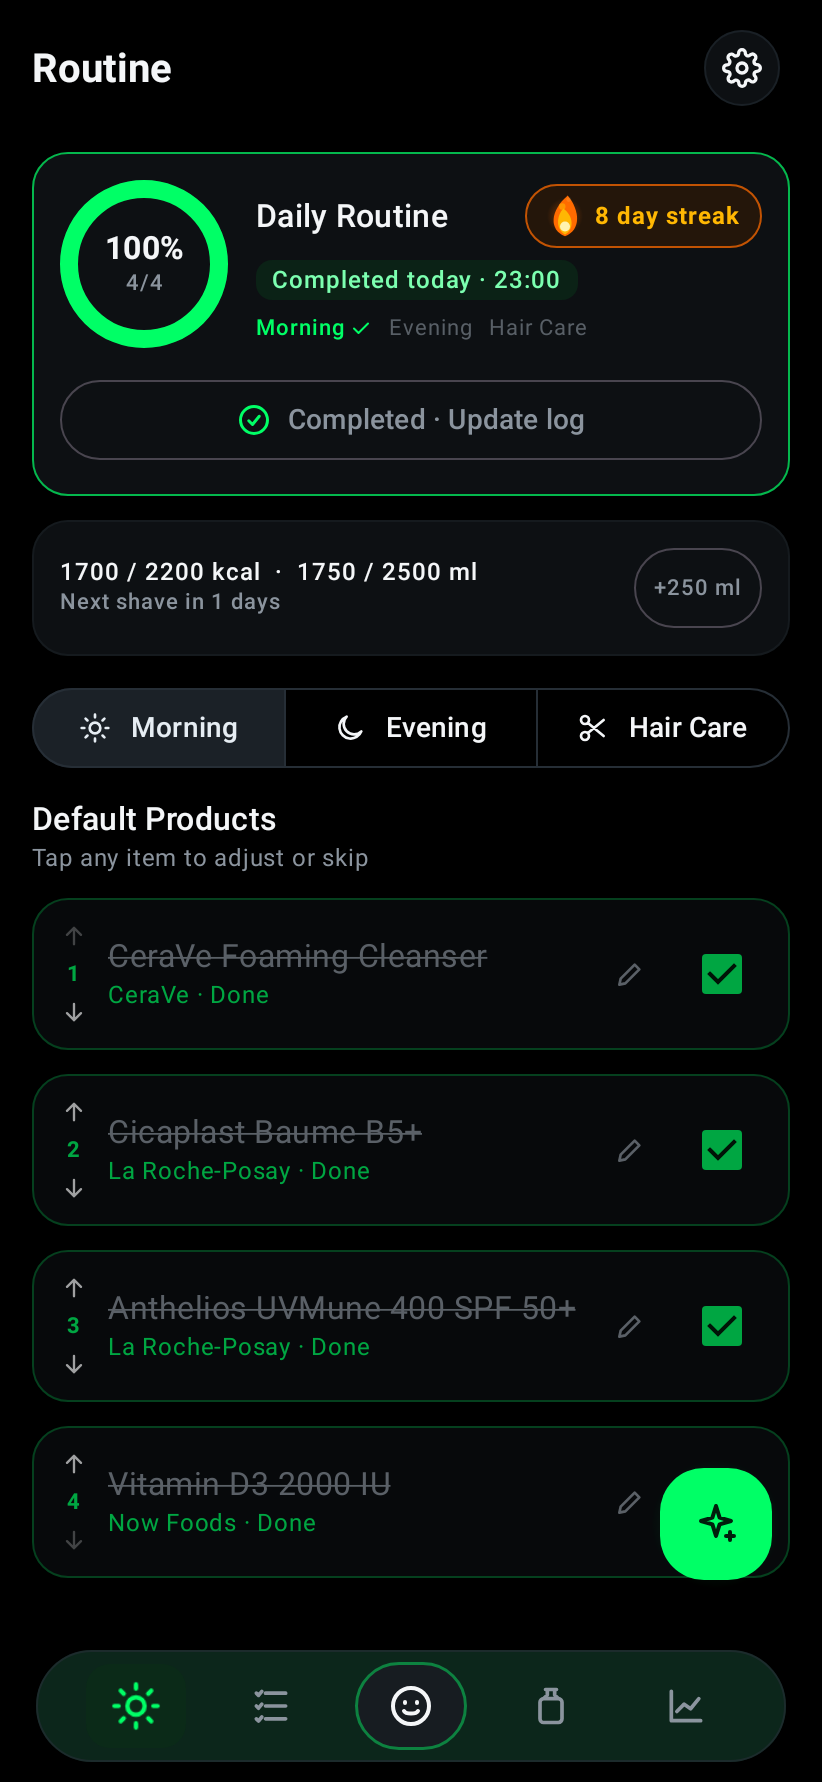 Routine
100%
4/4
Daily Routine
8 day streak
Completed today · 23:00
Morning Evening Hair Care
Completed · Update log
1700 / 2200 kcal · 1750 / 2500 ml
Next shave in 1 days
+250 ml
Morning Evening Hair Care
Default Products
Tap any item to adjust or skip
1
CeraVe Foaming Cleanser
CeraVe · Done
2
Cicaplast Baume B5+
La Roche-Posay · Done
3
Anthelios UVMune 400 SPF 50+
La Roche-Posay · Done
4
Vitamin D3 2000 IU
Now Foods · Done